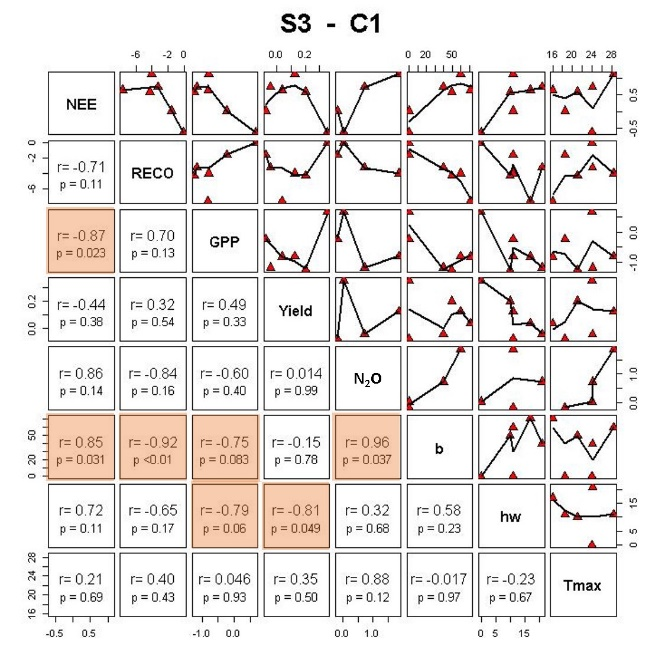 S3 - C1
-6 -2 0
0.0 0.2
0 20 50
16 20 24 28
NEE
0.5
-0.5
r= -0.71
p = 0.11
RECO
0
-2
-6
r= -0.87
p = 0.023
r= 0.70
p = 0.13
GPP
0.0
-1.0
r= -0.44
p = 0.38
r= 0.32
p = 0.54
r= 0.49
p = 0.33
Yield
0.2
0.0
r= 0.86
p = 0.14
r= -0.84
p = 0.16
r= -0.60
p = 0.40
r= 0.014
p = 0.99
N₂O
1.0
0.0
r= 0.85
p = 0.031
r= -0.92
p <0.01
r= -0.75
p = 0.083
r= -0.15
p = 0.78
r= 0.96
p = 0.037
b
50
20
0
r= 0.72
p = 0.11
r= -0.65
p = 0.17
r= -0.79
p = 0.06
r= -0.81
p = 0.049
r= 0.32
p = 0.68
r= 0.58
p = 0.23
hw
15
5
0
r= 0.21
p = 0.69
r= 0.40
p = 0.43
r= 0.046
p = 0.93
r= 0.35
p = 0.50
r= 0.88
p = 0.12
r= -0.017
p = 0.97
r= -0.23
p = 0.67
Tmax
28
24
20
16
-0.5 0.5
-1.0 0.0
0.0 1.0
0 5 15